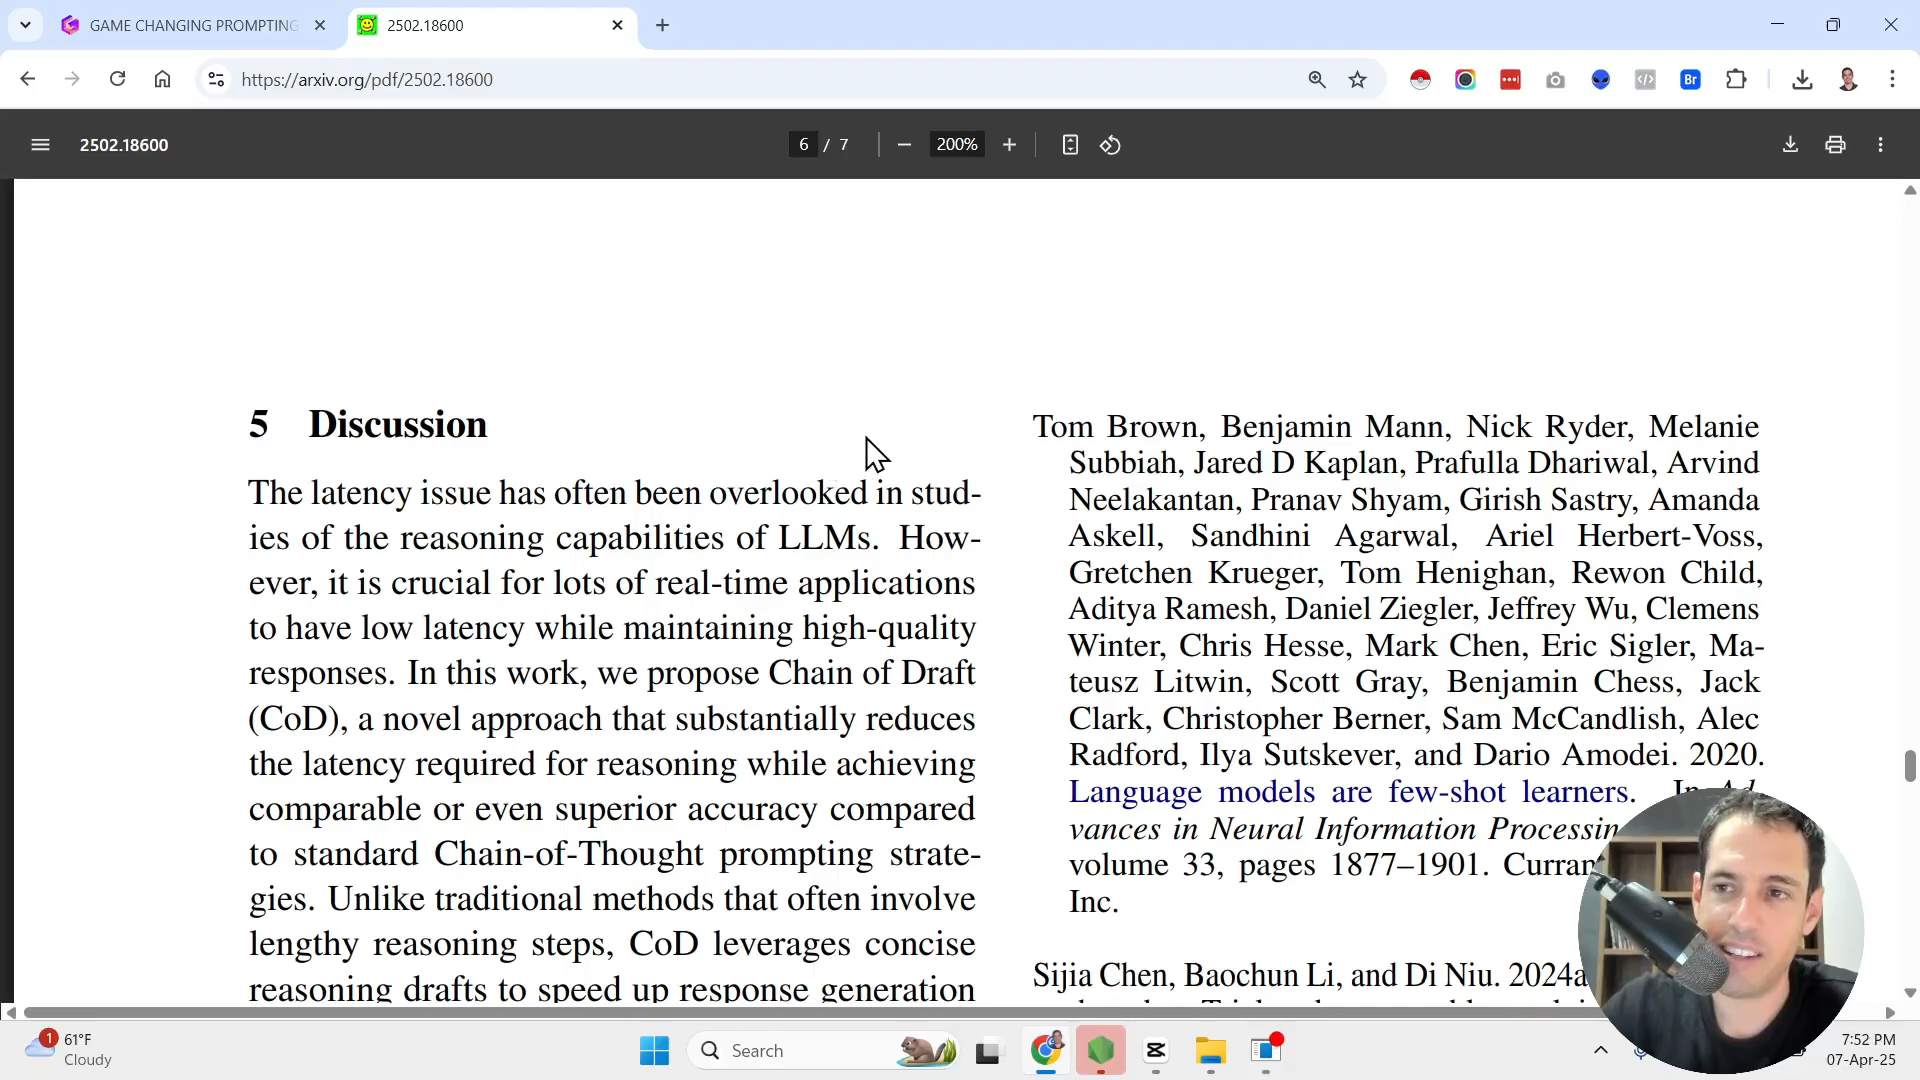 GAME CHANGING PROMPTING
2502.18600
https://arxiv.org/pdf/2502.18600
Br
2502.18600
6 / 7
200%
5 Discussion
The latency issue has often been overlooked in stud-
ies of the reasoning capabilities of LLMs. How-
ever, it is crucial for lots of real-time applications
to have low latency while maintaining high-quality
responses. In this work, we propose Chain of Draft
(CoD), a novel approach that substantially reduces
the latency required for reasoning while achieving
comparable or even superior accuracy compared
to standard Chain-of-Thought prompting strate-
gies. Unlike traditional methods that often involve
lengthy reasoning steps, CoD leverages concise
reasoning drafts to speed up response generation
Tom Brown, Benjamin Mann, Nick Ryder, Melanie
Subbiah, Jared D Kaplan, Prafulla Dhariwal, Arvind
Neelakantan, Pranav Shyam, Girish Sastry, Amanda
Askell, Sandhini Agarwal, Ariel Herbert-Voss,
Gretchen Krueger, Tom Henighan, Rewon Child,
Aditya Ramesh, Daniel Ziegler, Jeffrey Wu, Clemens
Winter, Chris Hesse, Mark Chen, Eric Sigler, Ma-
teusz Litwin, Scott Gray, Benjamin Chess, Jack
Clark, Christopher Berner, Sam McCandlish, Alec
Radford, Ilya Sutskever, and Dario Amodei. 2020.
Language models are few-shot learners. In Ad-
vances in Neural Information Processin
volume 33, pages 1877–1901. Curran
Inc.
Sijia Chen, Baochun Li, and Di Niu. 2024a
1
61°F
Cloudy
Search
7:52 PM
07-Apr-25